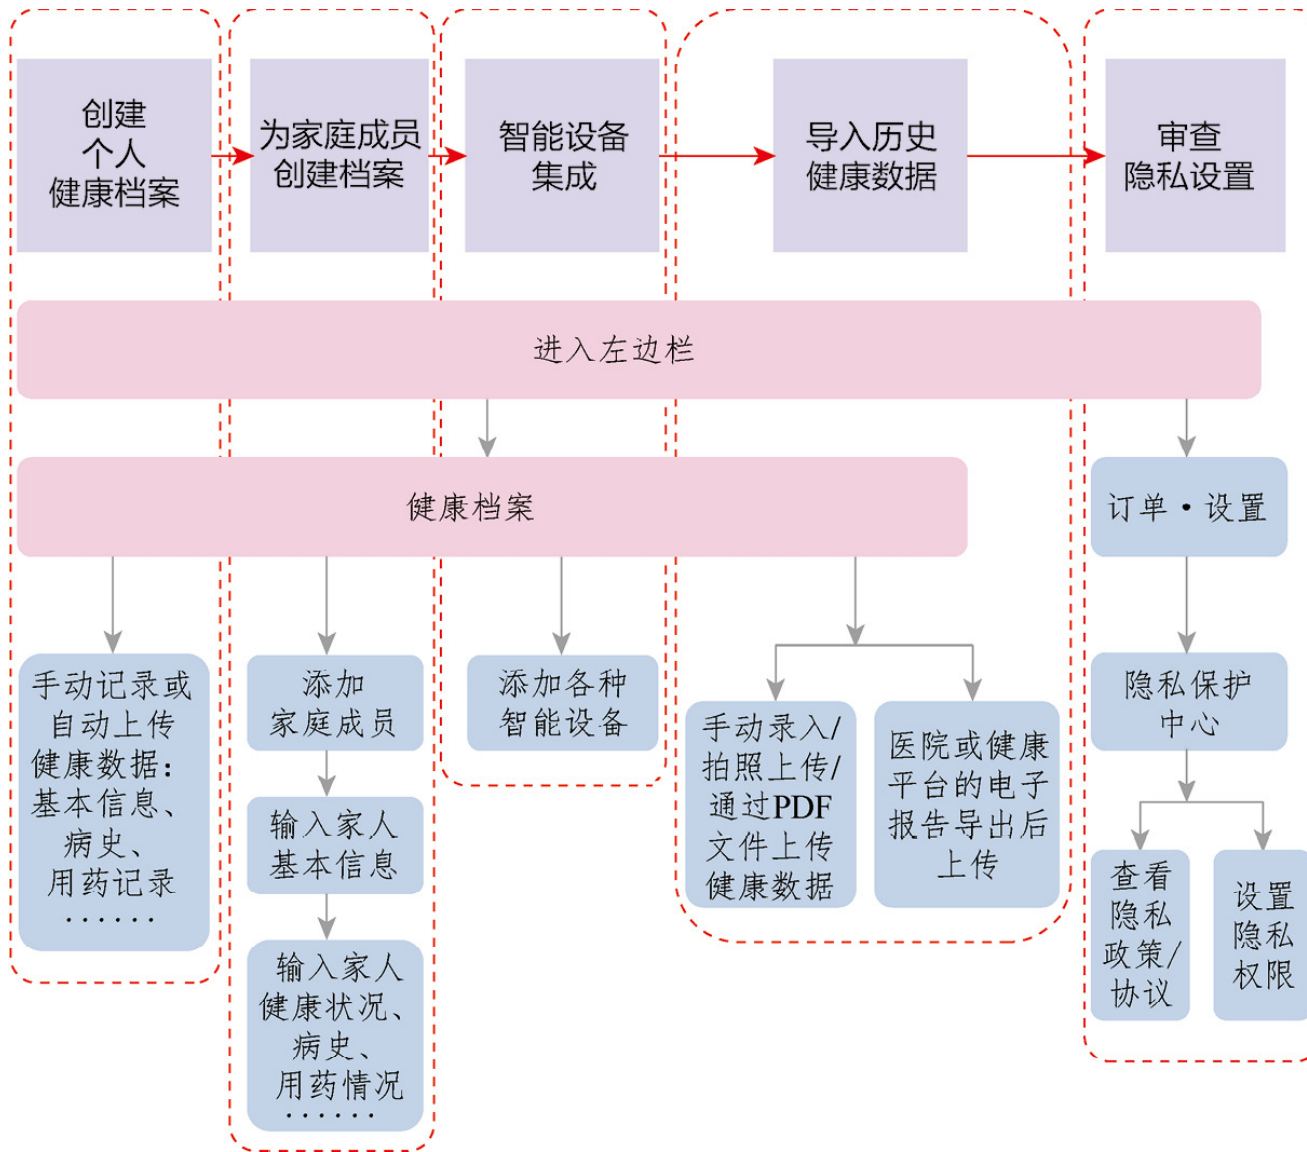 创建
个人
健康档案
为家庭成员
创建档案
智能设备
集成
导入历史
健康数据
审查
隐私设置
进入左边栏
健康档案
订单·设置
手动记录或
自动上传
健康数据：
基本信息、
病史、
用药记录
······
添加
家庭成员
输入家人
基本信息
输入家人
健康状况、
病史、
用药情况
······
添加各种
智能设备
手动录入/
拍照上传/
通过PDF
文件上传
健康数据
医院或健康
平台的电子
报告导出后
上传
隐私保护
中心
查看
隐私
政策/
协议
设置
隐私
权限